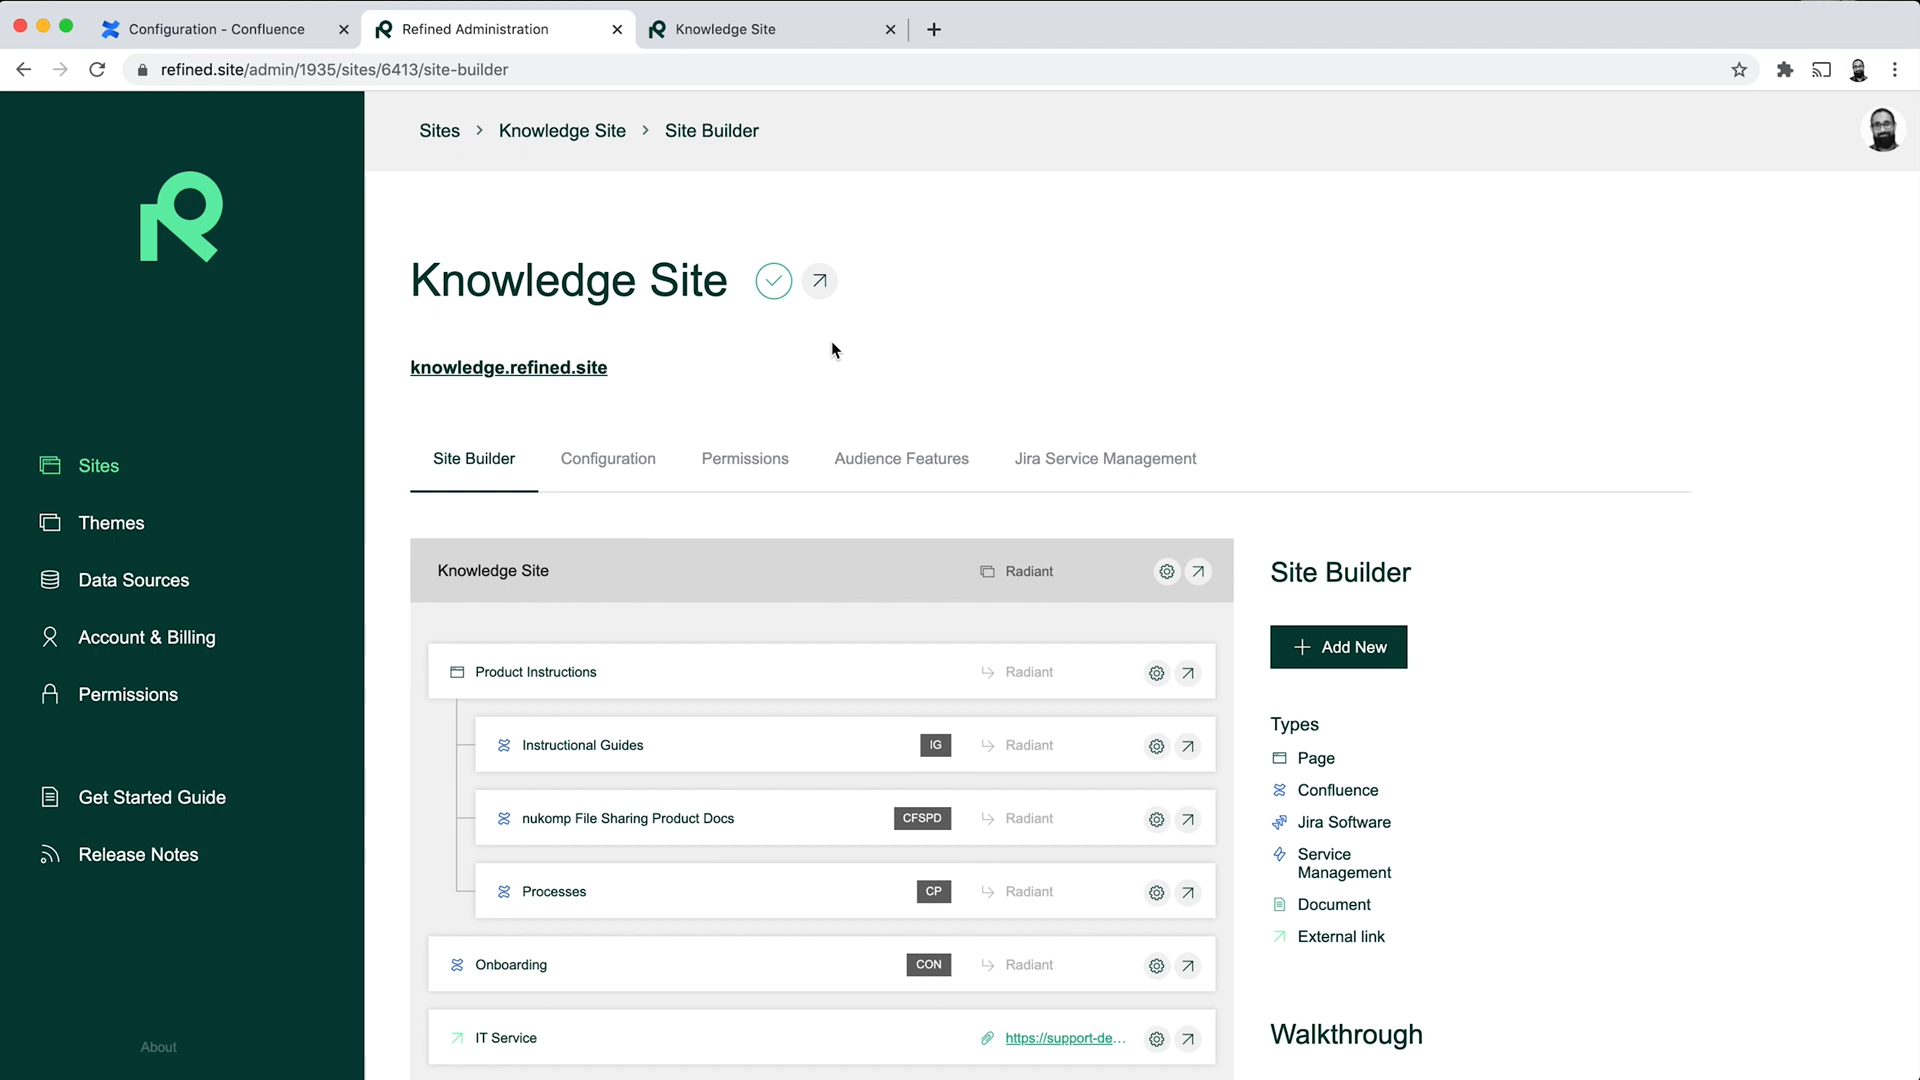 Configuration - Confluence
Refined Administration
Knowledge Site
refined.site/admin/1935/sites/6413/site-builder
Sites > Knowledge Site > Site Builder
Knowledge Site
knowledge.refined.site
Site Builder
Configuration
Permissions
Audience Features
Jira Service Management
Sites
Themes
Data Sources
Account & Billing
Permissions
Get Started Guide
Release Notes
About
Knowledge Site
Radiant
Product Instructions
Radiant
Instructional Guides
IG
Radiant
nukomp File Sharing Product Docs
CFSPD
Radiant
Processes
CP
Radiant
Onboarding
CON
Radiant
IT Service
https://support-de...
Site Builder
+ Add New
Types
Page
Confluence
Jira Software
Service
Management
Document
External link
Walkthrough